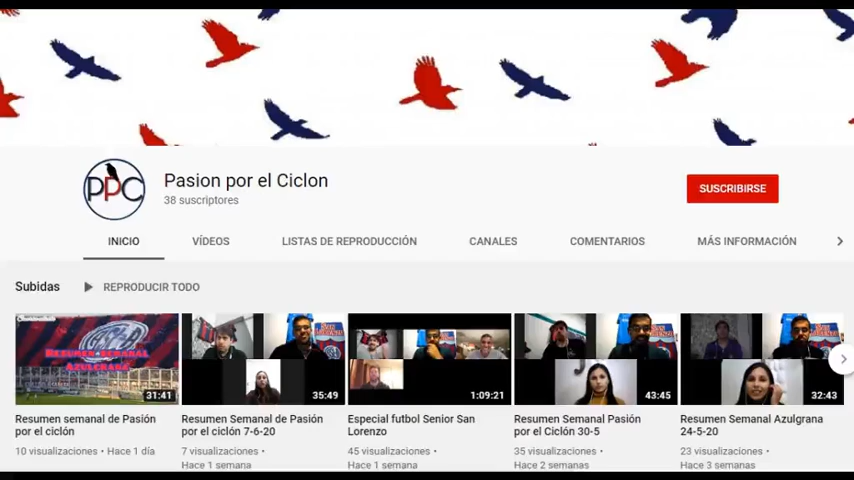 PPC
Pasion por el Ciclon
38 suscriptores
SUSCRIBIRSE
INICIO
VÍDEOS
LISTAS DE REPRODUCCIÓN
CANALES
COMENTARIOS
MÁS INFORMACIÓN
Subidas
REPRODUCIR TODO
RESUMEN SEMANAL
AZULGRANA
31:41
35:49
1:09:21
43:45
32:43
Resumen semanal de Pasión
por el ciclón
10 visualizaciones • Hace 1 día
Resumen Semanal de Pasión
por el ciclón 7-6-20
7 visualizaciones •
Hace 1 semana
Especial futbol Senior San
Lorenzo
45 visualizaciones •
Hace 1 semana
Resumen Semanal Pasión
por el Ciclón 30-5
35 visualizaciones •
Hace 2 semanas
Resumen Semanal Azulgrana
24-5-20
23 visualizaciones •
Hace 3 semanas